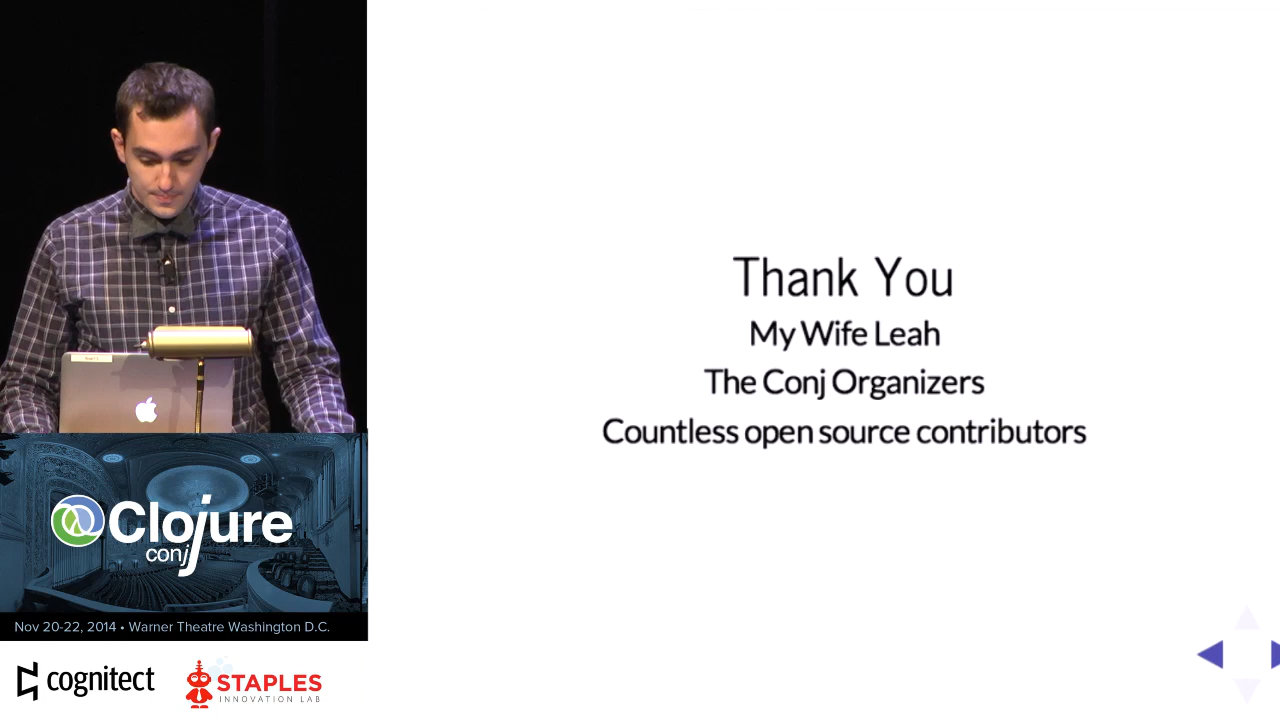 Thank You
My Wife Leah
The Conj Organizers
Countless open source contributors
Clojure
conj
Nov 20-22, 2014 • Warner Theatre Washington D.C.
cognitect
STAPLES
INNOVATION LAB